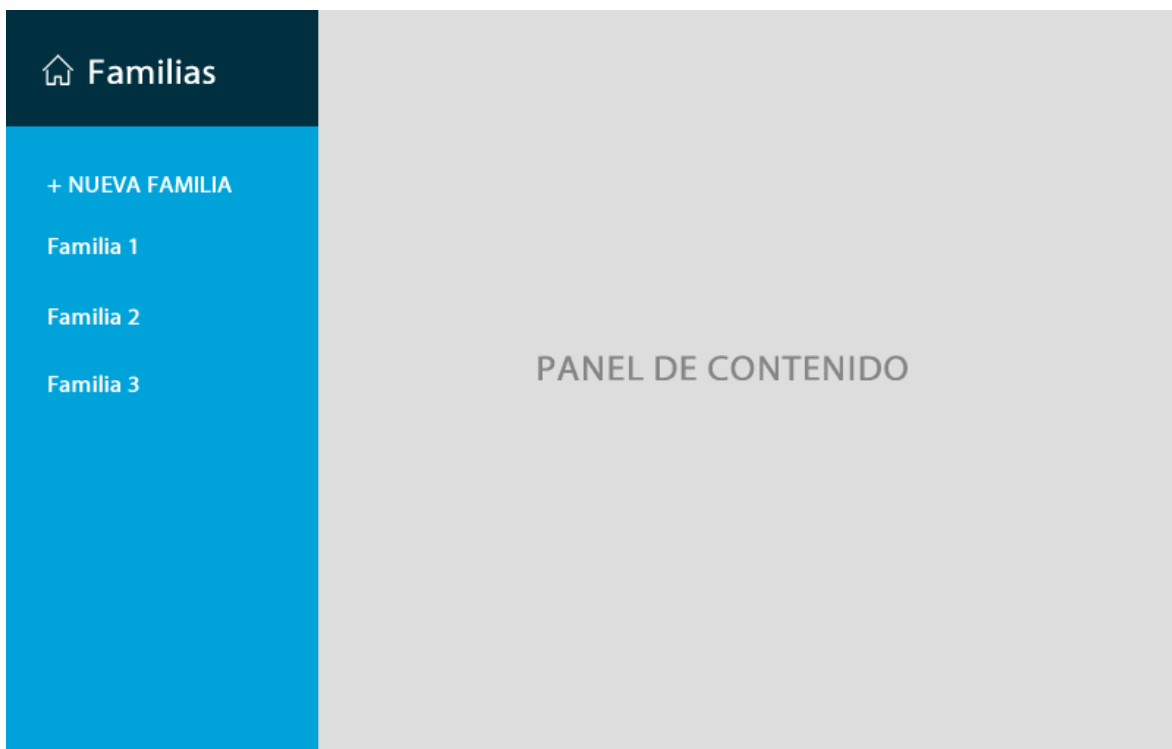 Familias
+ NUEVA FAMILIA
Familia 1
Familia 2
Familia 3
PANEL DE CONTENIDO